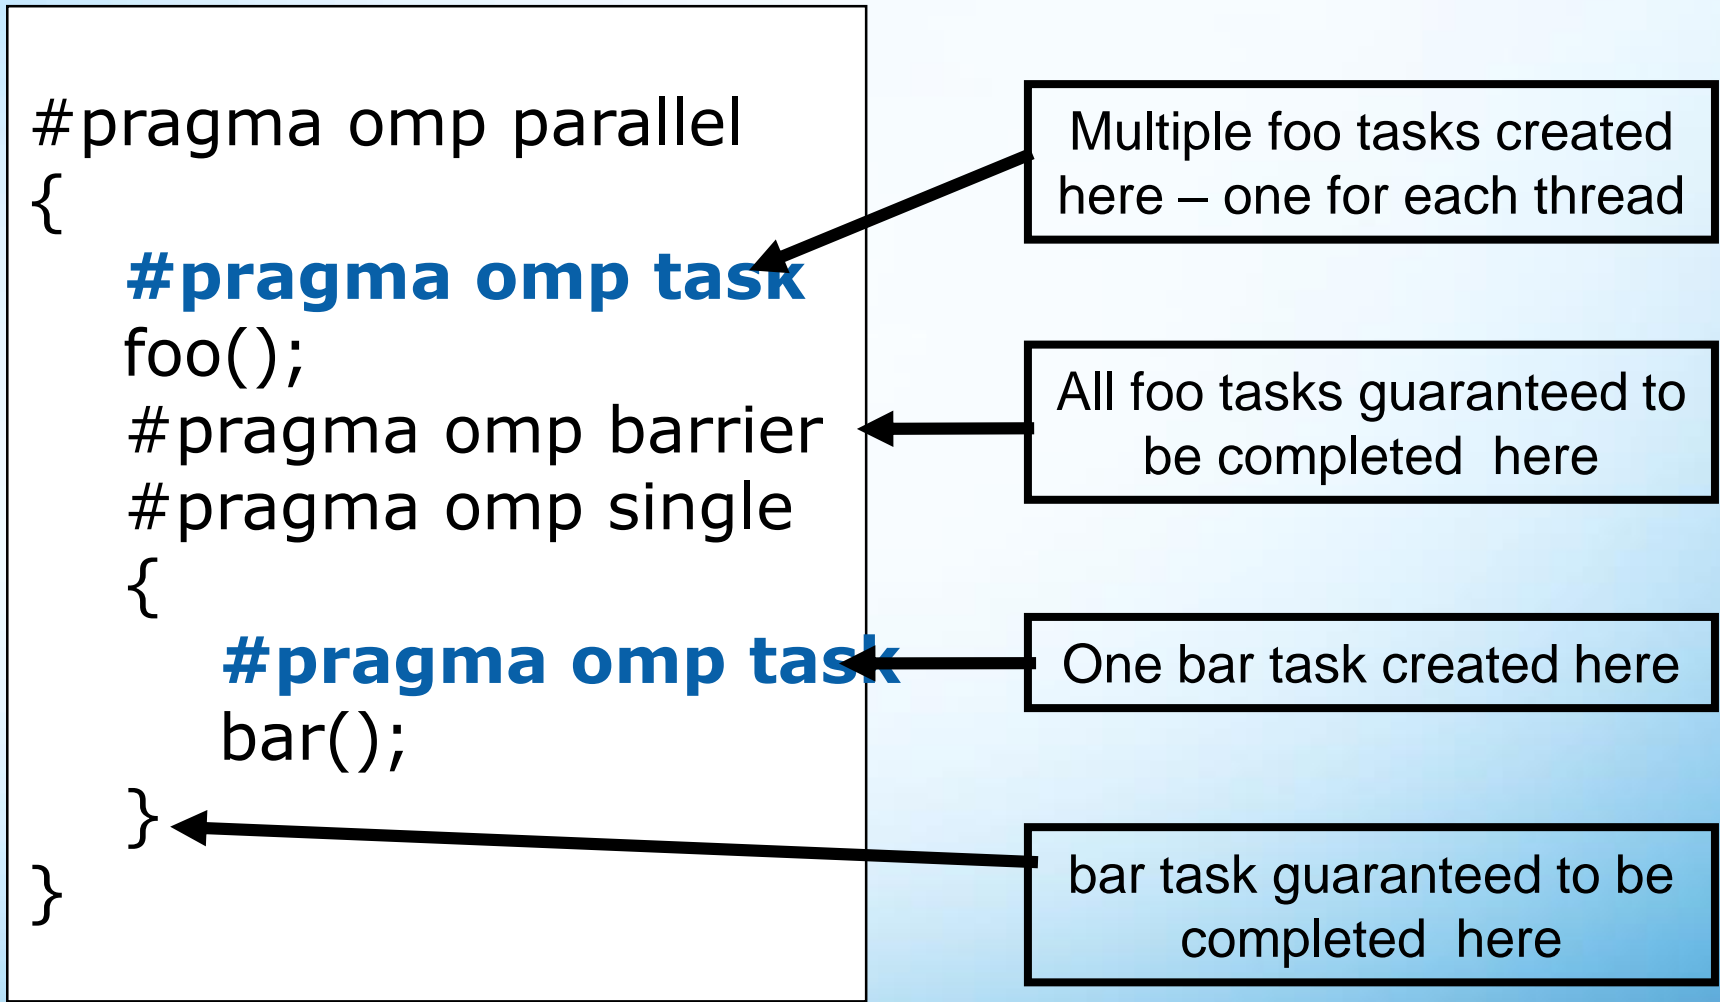 #pragma omp parallel
{
#pragma omp task
foo();
#pragma omp barrier
#pragma omp single
{
#pragma omp task
bar();
}
}
Multiple foo tasks created
here – one for each thread
All foo tasks guaranteed to
be completed here
One bar task created here
bar task guaranteed to be
completed here